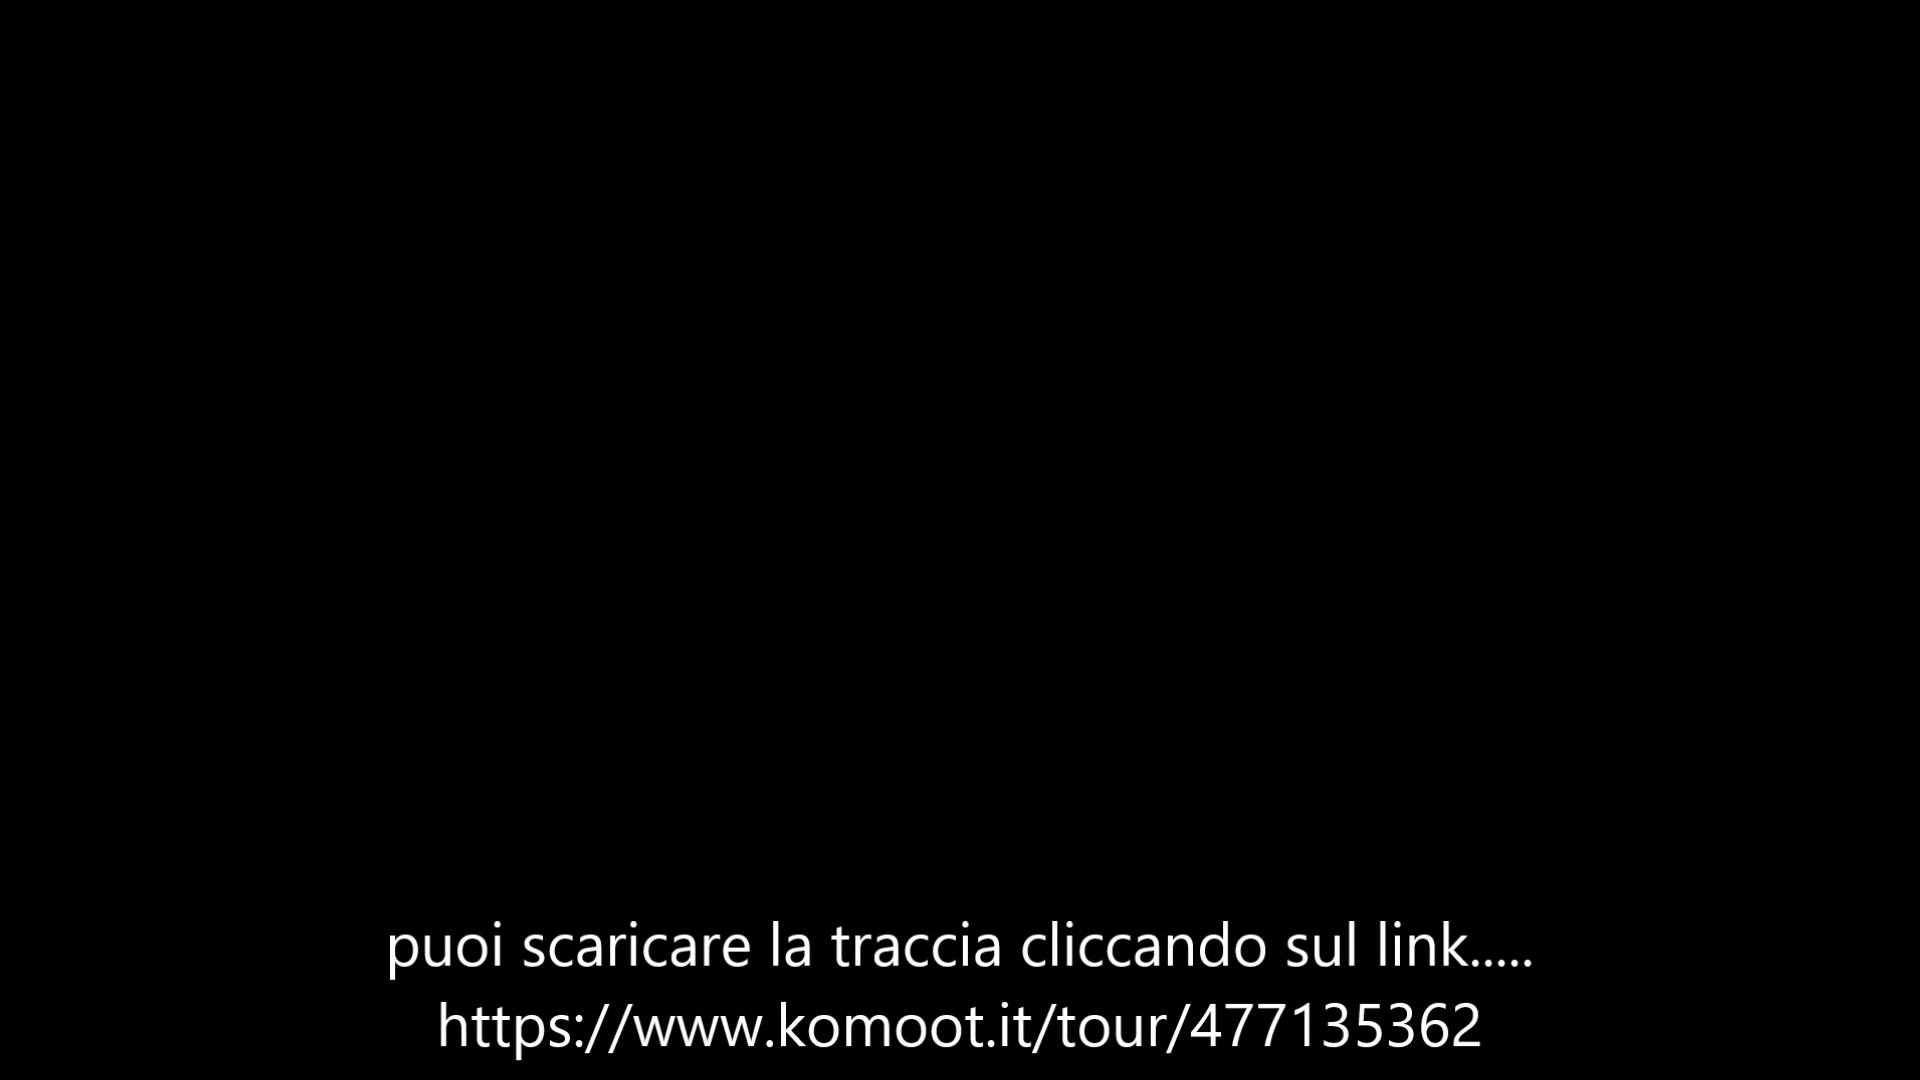 puoi scaricare la traccia cliccando sul link.....
https://www.komoot.it/tour/477135362